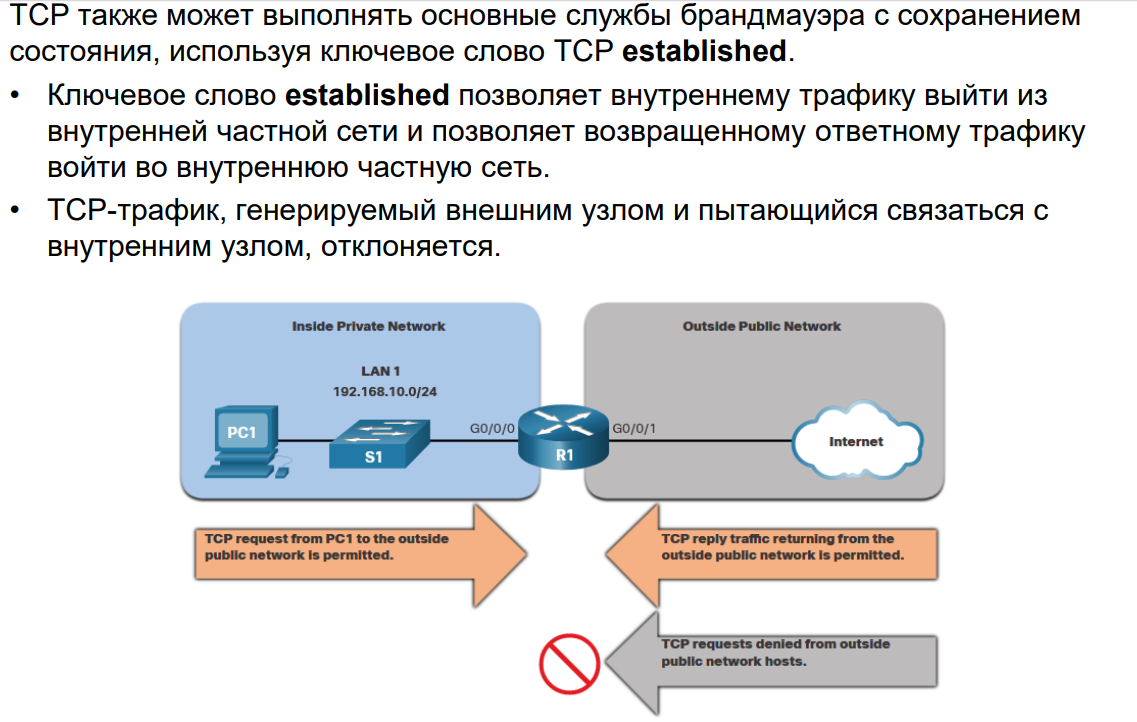 TCP также может выполнять основные службы брандмауэра с сохранением
состояния, используя ключевое слово TCP established.
• Ключевое слово established позволяет внутреннему трафику выйти из
внутренней частной сети и позволяет возвращенному ответному трафику
войти во внутреннюю частную сеть.
• TCP-трафик, генерируемый внешним узлом и пытающийся связаться с
внутренним узлом, отклоняется.
Inside Private Network
Outside Public Network
LAN 1
192.168.10.0/24
PC1
S1
G0/0/0
R1
G0/0/1
Internet
TCP request from PC1 to the outside
public network is permitted.
TCP reply traffic returning from the
outside public network is permitted.
TCP requests denied from outside
public network hosts.